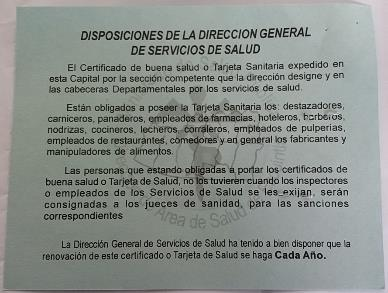 DISPOSICIONES DE LA DIRECCION GENERAL
DE SERVICIOS DE SALUD
El Certificado de buena salud o Tarjeta Sanitaria expedido en
esta Capital por la sección competente que la dirección designe y en
las cabeceras Departamentales por los servicios de salud.
Están obligados a poseer la Tarjeta Sanitaria los: destazadores,
carniceros, panaderos, empleados de farmacias, hoteleros, barberos,
nodrizas, cocineros, lecheros, corraleros, empleados de pulperías,
empleados de restaurantes, comedores y en general los fabricantes y
manipuladores de alimentos.
Las personas que estando obligadas a portar los certificados de
buena salud o Tarjeta de Salud, no los tuvieren cuando los inspectores
o empleados de los Servicios de Salud se les exijan, serán
consignadas a los jueces de sanidad, para las sanciones
correspondientes
Area de Salud
La Dirección General de Servicios de Salud ha tenido a bien disponer que la
renovación de este certificado o Tarjeta de Salud se haga Cada Año.